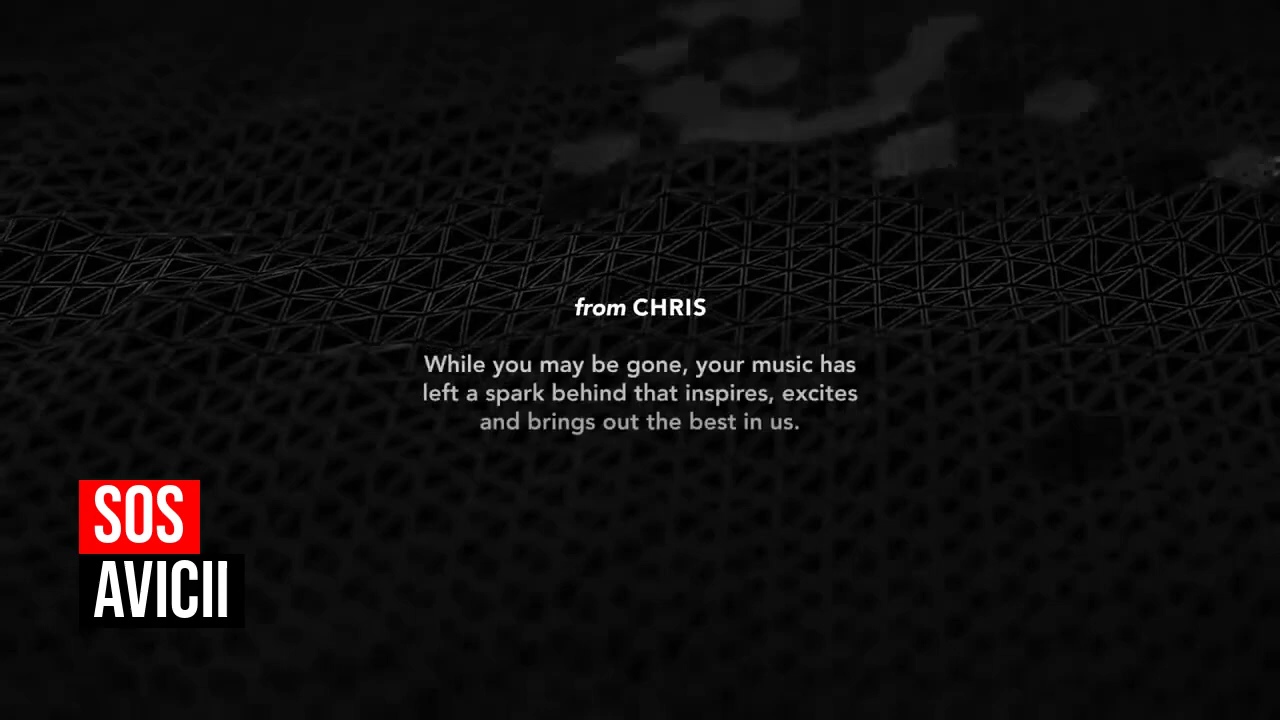 from CHRIS
While you may be gone, your music has
left a spark behind that inspires, excites
and brings out the best in us.
SOS
AVICII